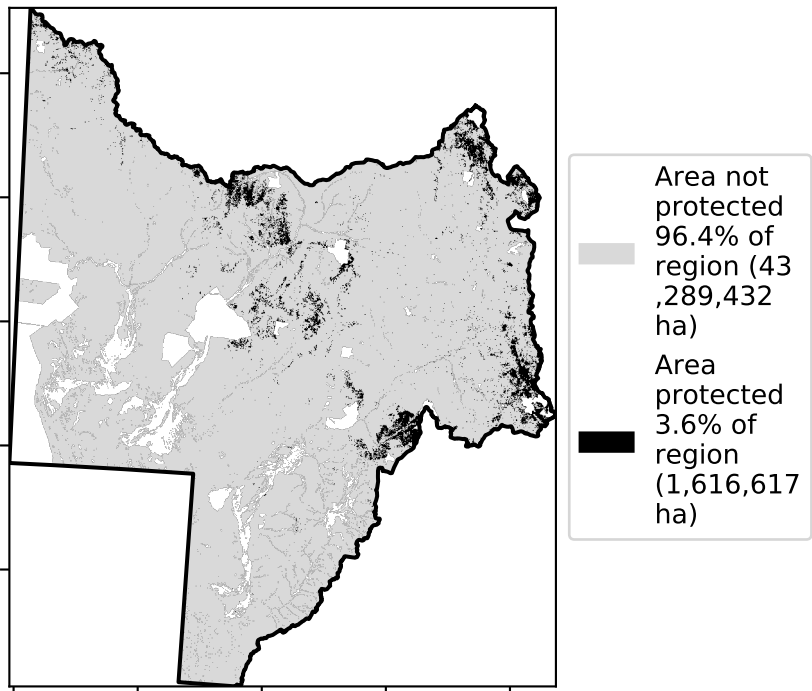 Area not
protected
96.4% of
region (43
,289,432
ha)
Area
protected
3.6% of
region
(1,616,617
ha)